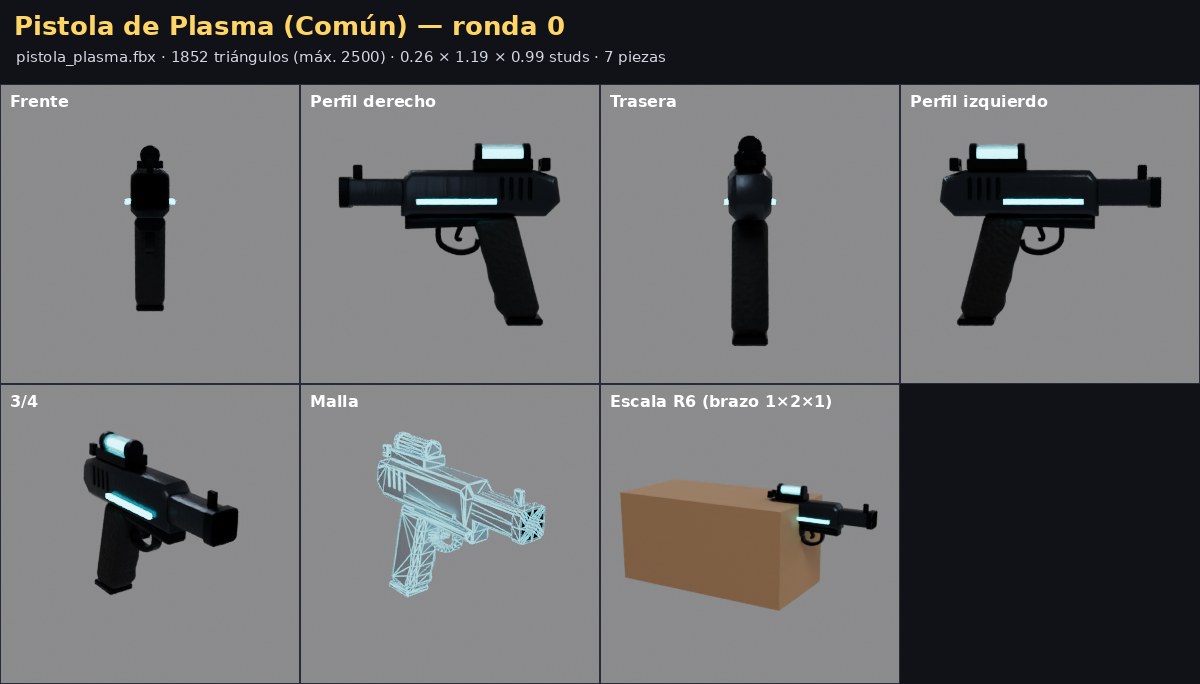 Pistola de Plasma (Común) — ronda 0
pistola_plasma.fbx · 1852 triángulos (máx. 2500) · 0.26 × 1.19 × 0.99 studs · 7 piezas
Frente
Perfil derecho
Trasera
Perfil izquierdo
3/4
Malla
Escala R6 (brazo 1×2×1)